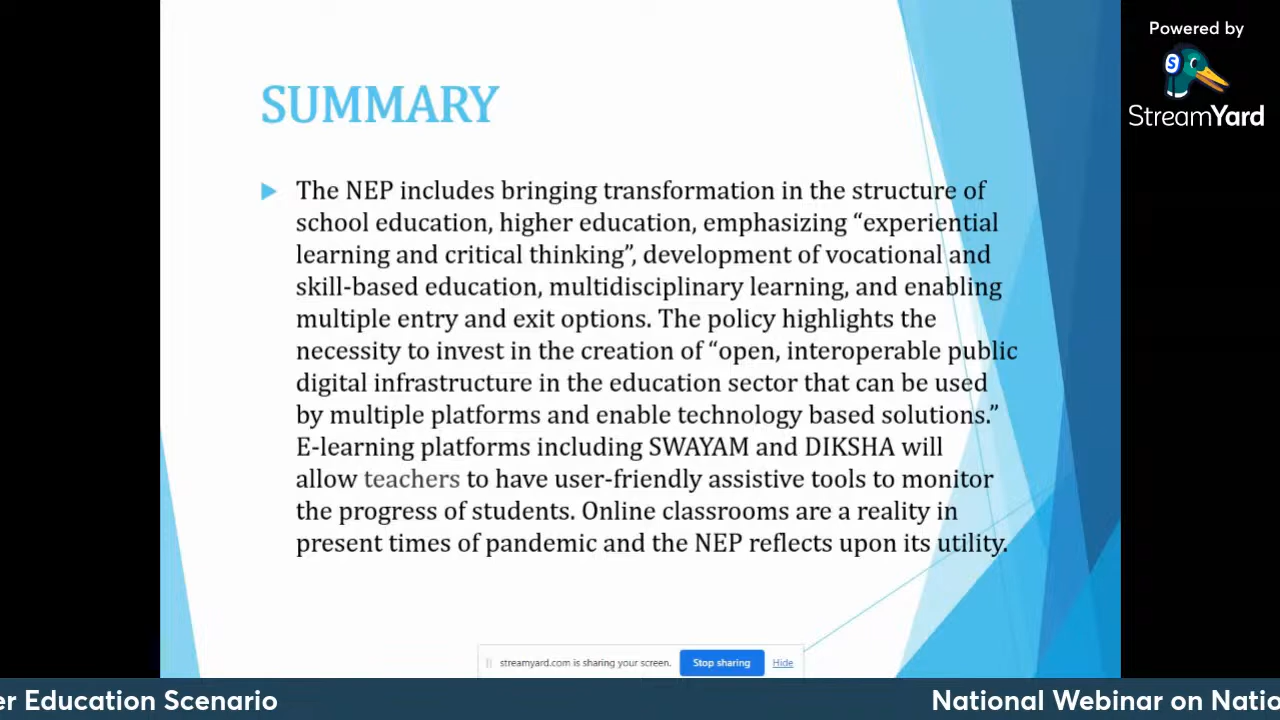 Powered by
StreamYard
SUMMARY
The NEP includes bringing transformation in the structure of
school education, higher education, emphasizing “experiential
learning and critical thinking”, development of vocational and
skill-based education, multidisciplinary learning, and enabling
multiple entry and exit options. The policy highlights the
necessity to invest in the creation of “open, interoperable public
digital infrastructure in the education sector that can be used
by multiple platforms and enable technology based solutions.”
E-learning platforms including SWAYAM and DIKSHA will
allow teachers to have user-friendly assistive tools to monitor
the progress of students. Online classrooms are a reality in
present times of pandemic and the NEP reflects upon its utility.
streamyard.com is sharing your screen. Stop sharing Hide
er Education Scenario National Webinar on Natio